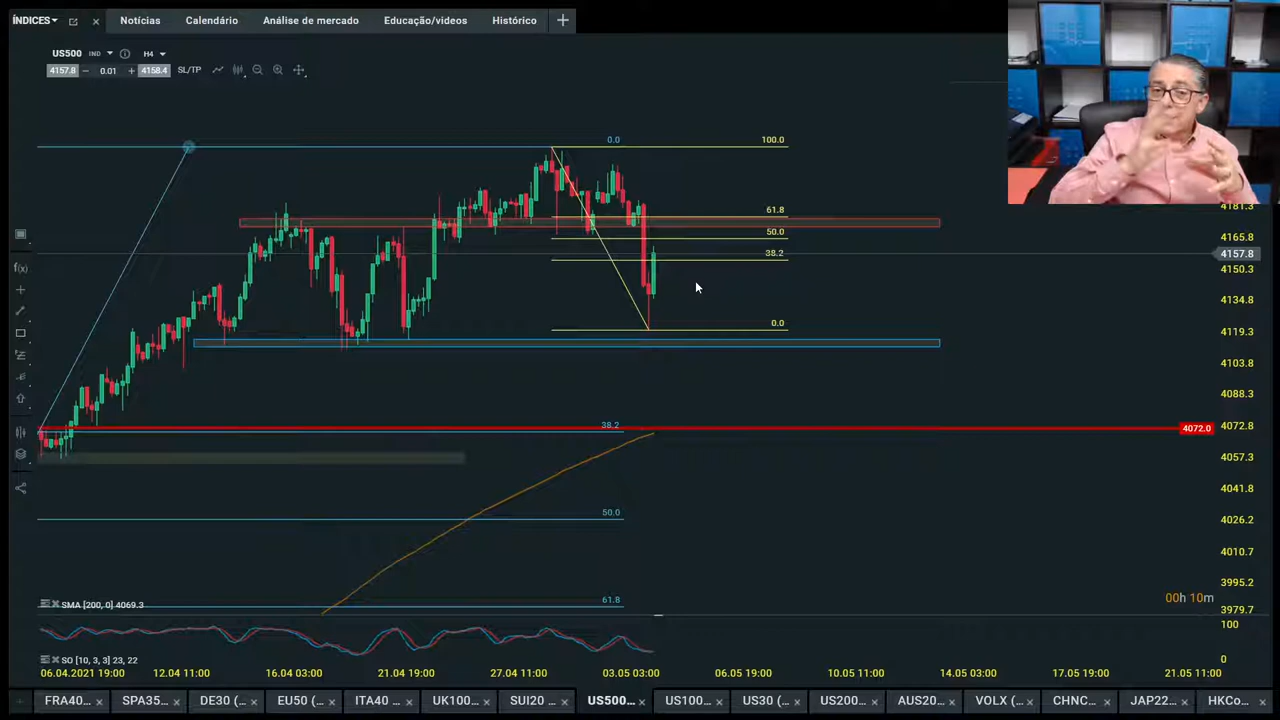 ÍNDICES
Notícias
Calendário
Análise de mercado
Educação/videos
Histórico
US500 IND H4
4157.8 − 0.01 + 4158.4 SL/TP
0.0
100.0
61.8
50.0
38.2
0.0
38.2
50.0
61.8
4181.3
4165.8
4157.8
4150.3
4134.8
4119.3
4103.8
4088.3
4072.8
4072.0
4057.3
4041.8
4026.2
4010.7
3995.2
3979.7
f(x)
00h 10m
SMA [200, 0] 4069.3
100
SO [10, 3, 3] 23, 22
0
06.04.2021 19:00 12.04 11:00 16.04 03:00 21.04 19:00 27.04 11:00 03.05 03:00 06.05 19:00 10.05 11:00 14.05 03:00 17.05 19:00 21.05 11:00
FRA40... SPA35... DE30 (... EU50 (... ITA40 ... UK100... SUI20 ... US500... US100... US30 (... US200... AUS20... VOLX (... CHNC... JAP22... HKCo...